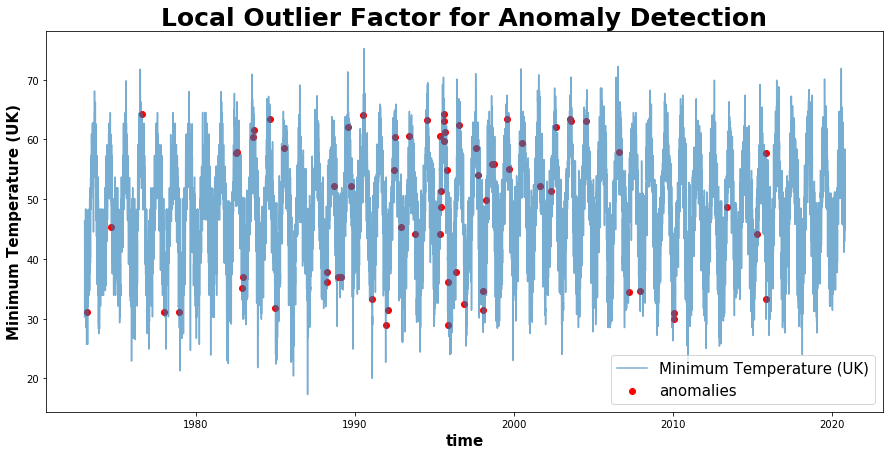 Local Outlier Factor for Anomaly Detection
Minimum Temperature (UK)
70
60
50
40
30
20
Minimum Temperature (UK)
anomalies
1980
1990
2000
2010
2020
time